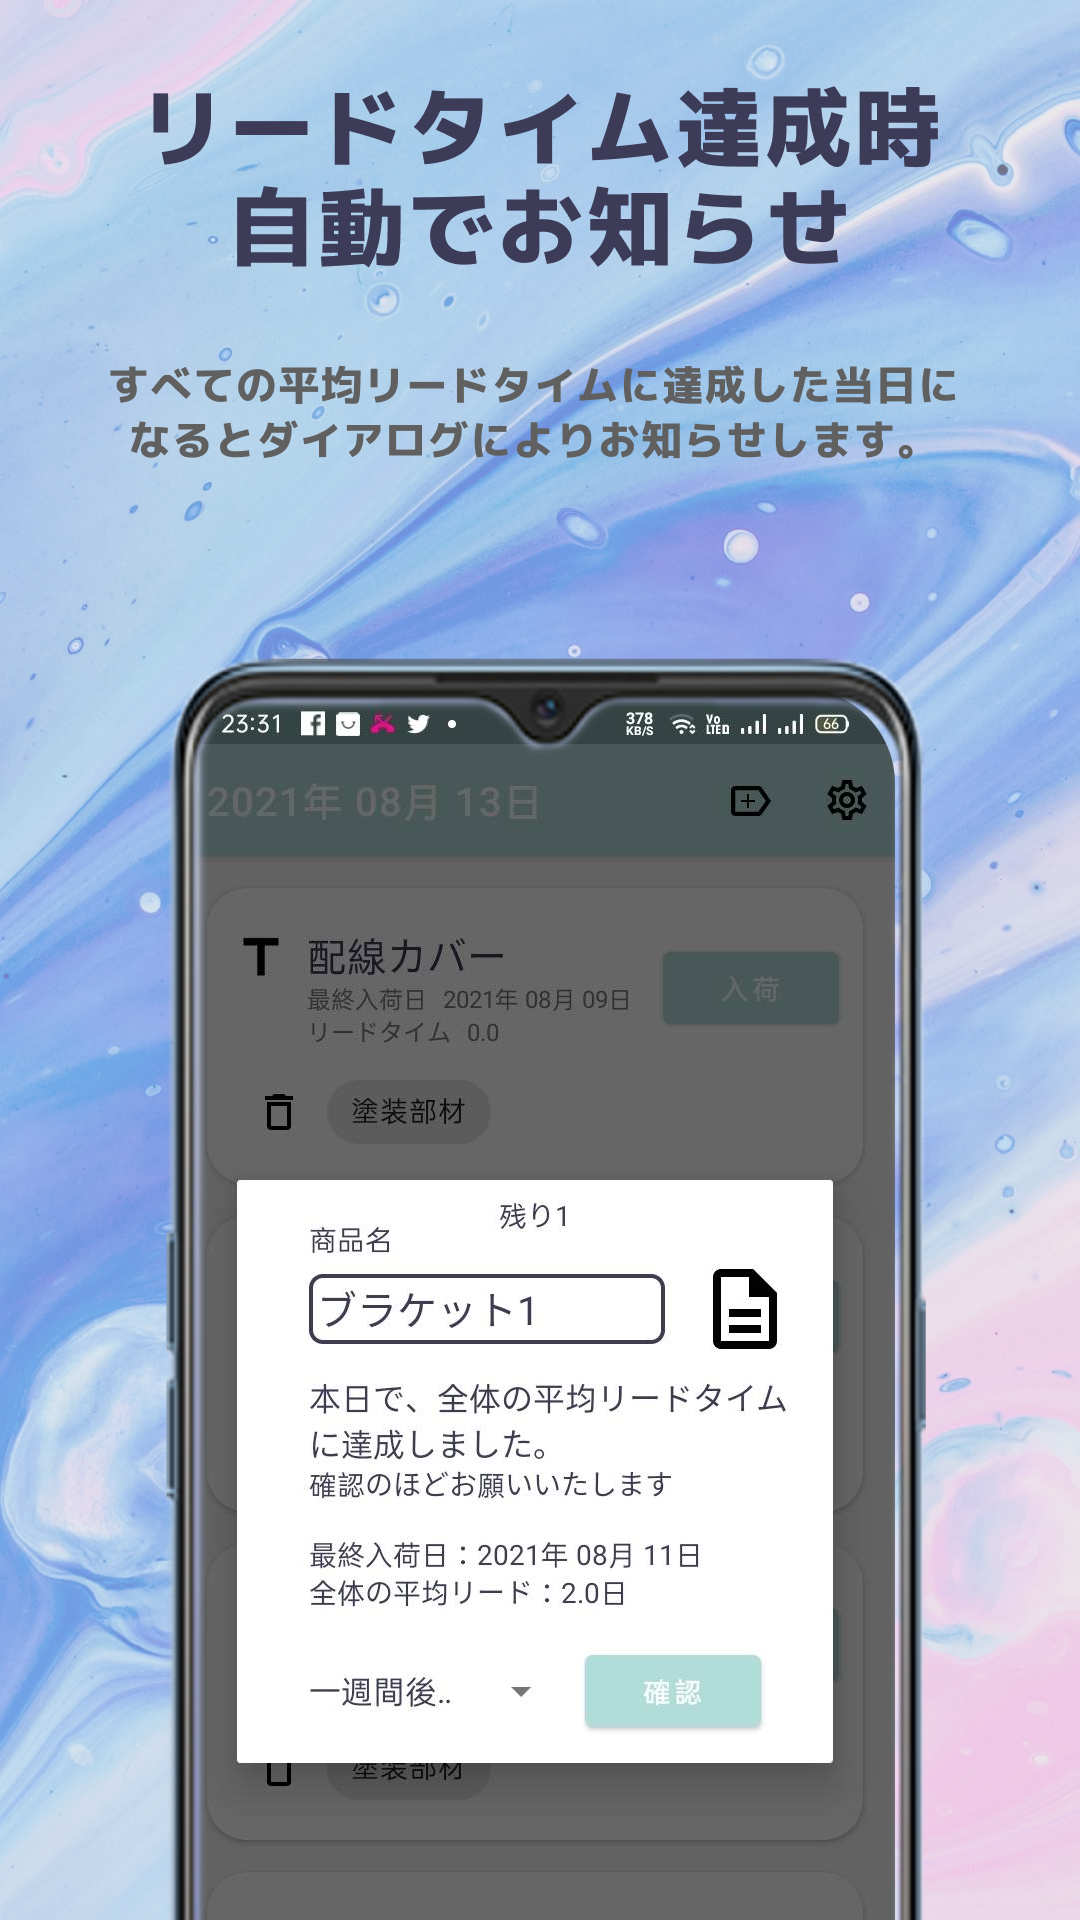 リードタイム達成時
自動でお知らせ
すべての平均リードタイムに達成した当日に
なるとダイアログによりお知らせします。
23:31
378
KB/S
Vo
LTE
66
2021年 08月 13日
配線カバー
最終入荷日 2021年 08月 09日
リードタイム 0.0
入荷
塗装部材
残り1
商品名
ブラケット1
本日で、全体の平均リードタイム
に達成しました。
確認のほどお願いいたします
最終入荷日：2021年 08月 11日
全体の平均リード：2.0日
一週間後..
確認
塗装部材